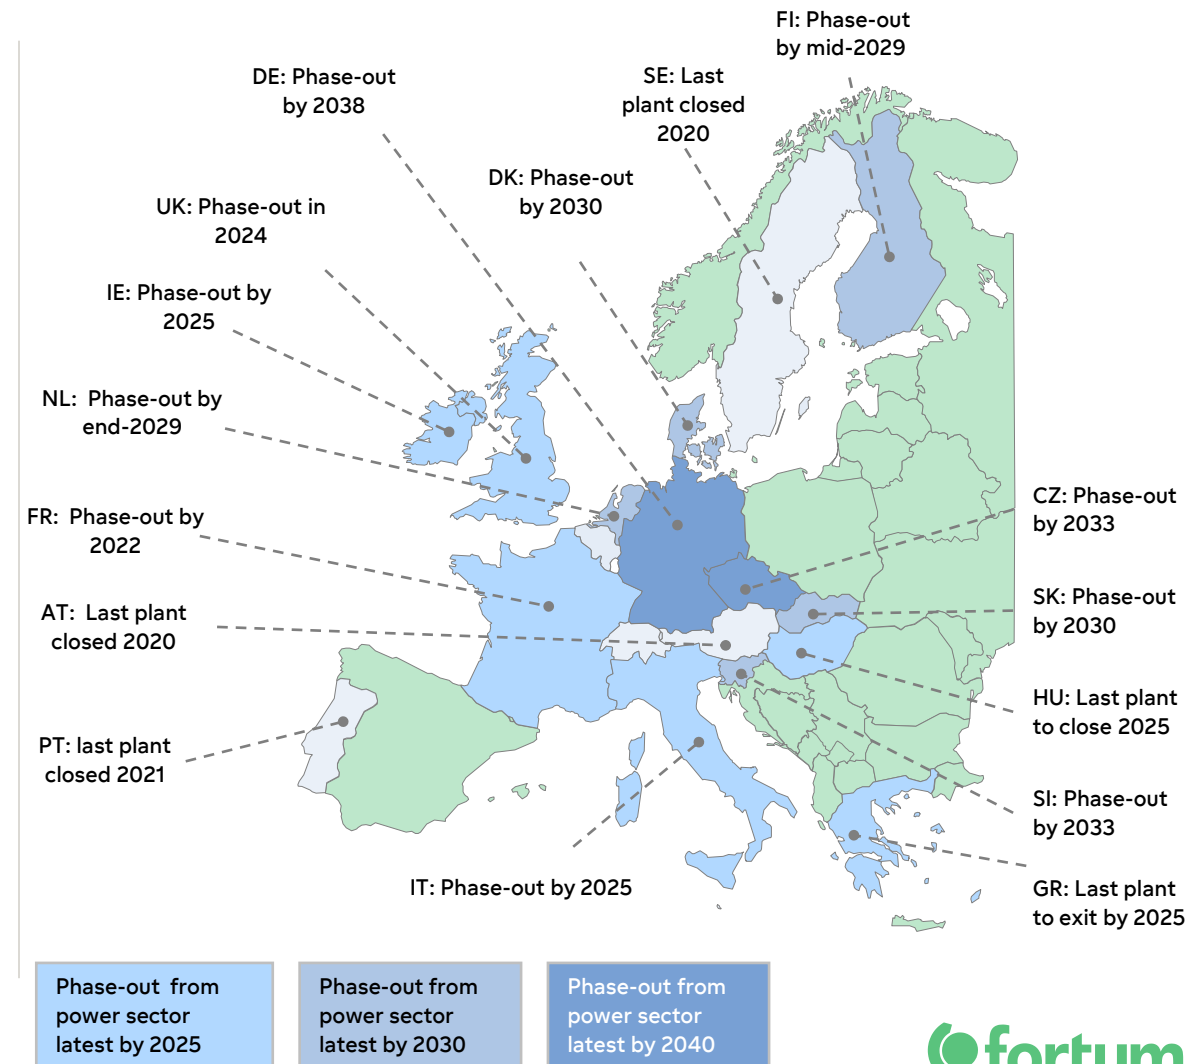 FI: Phase-out
by mid-2029
DE: Phase-out
by 2038
SE: Last
plant closed
2020
DK: Phase-out
by 2030
UK: Phase-out in
2024
IE: Phase-out by
2025
NL:  Phase-out by
end-2029
FR:  Phase-out by
2022
AT:  Last plant
closed 2020
PT: last plant
closed 2021
CZ: Phase-out
by 2033
SK: Phase-out
by 2030
HU: Last plant
to close 2025
SI: Phase-out
by 2033
GR: Last plant
to exit by 2025
IT: Phase-out by 2025
Phase-out  from
power sector
latest by 2025
Phase-out from
power sector
latest by 2030
Phase-out from
power sector
latest by 2040
fortum